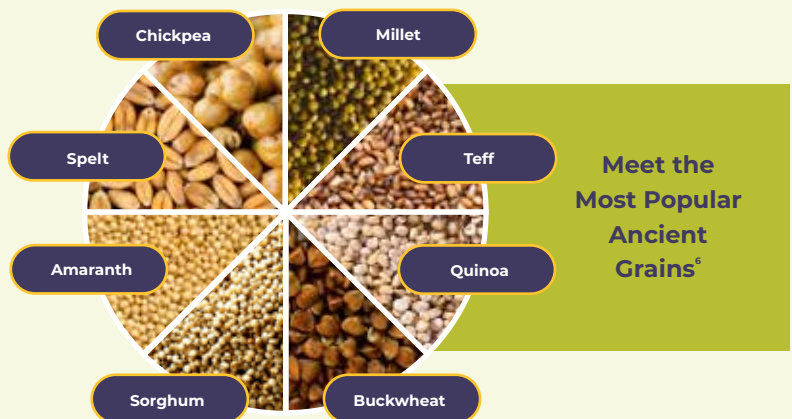 Chickpea
Millet
Spelt
Teff
Amaranth
Quinoa
Sorghum
Buckwheat
Meet the
Most Popular
Ancient
Grains⁶